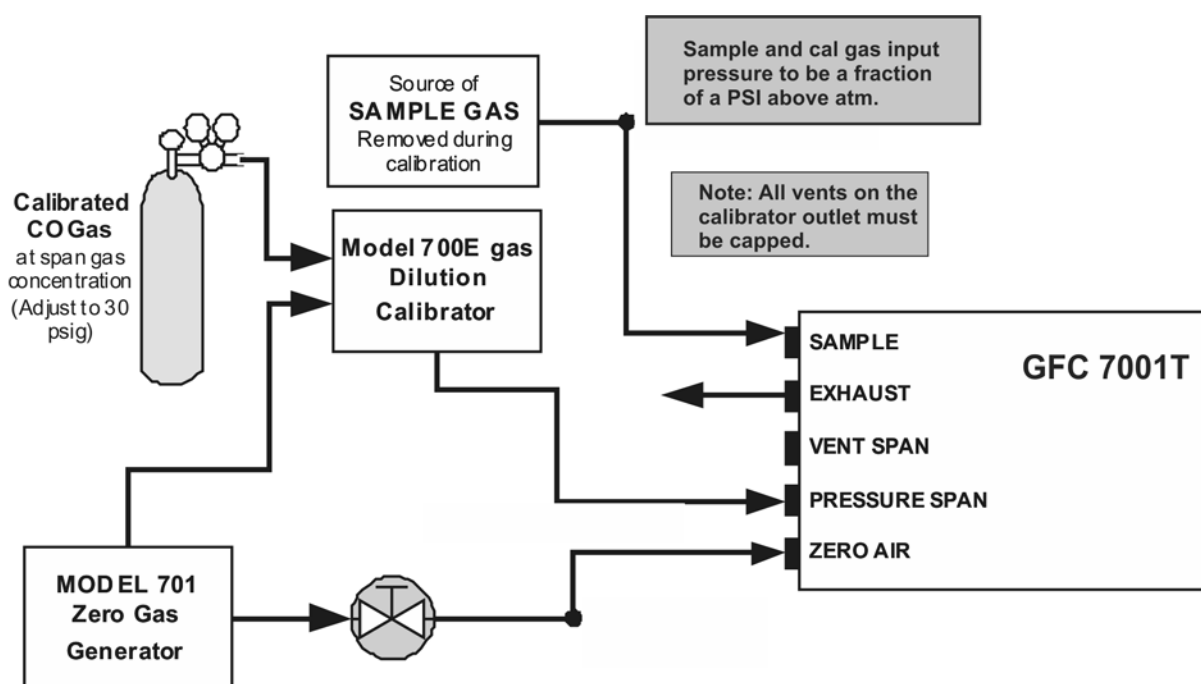 Sample and cal gas input
pressure to be a fraction
of a PSI above atm.
Source of
SAMPLE GAS
Removed during
calibration
Note: All vents on the
calibrator outlet must
be capped.
Calibrated
CO Gas
at span gas
concentration
(Adjust to 30
psig)
Model 700E gas
Dilution
Calibrator
GFC 7001T
SAMPLE
EXHAUST
VENT SPAN
PRESSURE SPAN
ZERO AIR
MODEL 701
Zero Gas
Generator